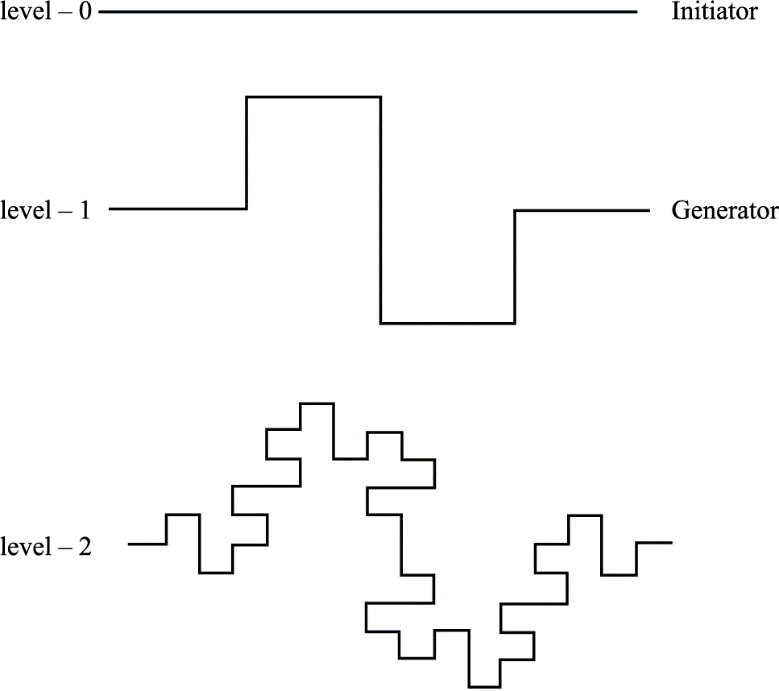 level – 0
Initiator
level – 1
Generator
level – 2